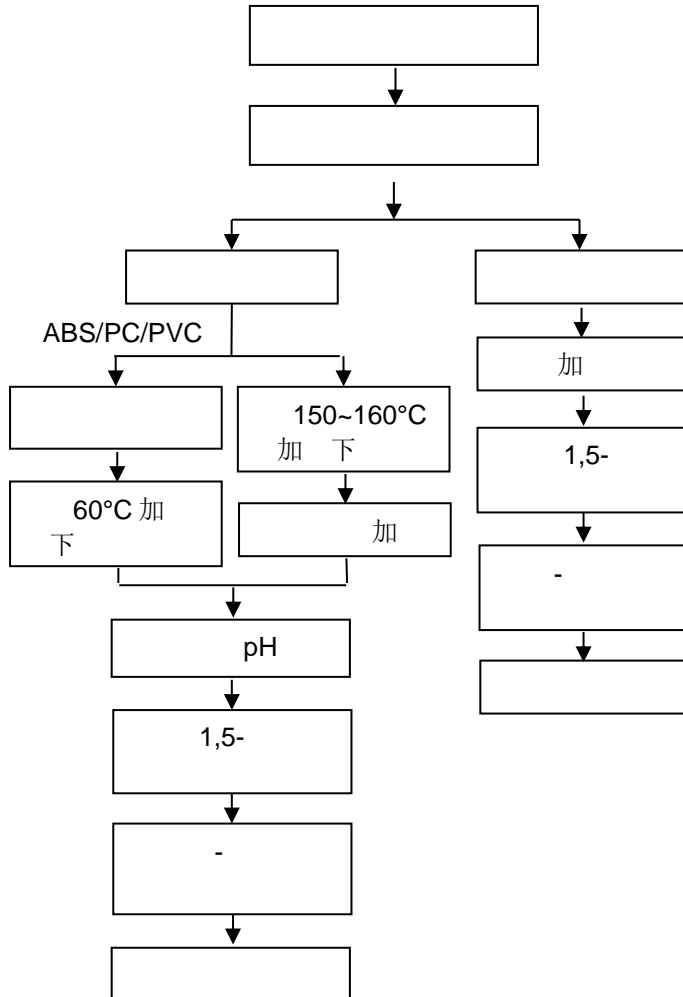 ABS/PC/PVC
加
150~160°C
加 下
1,5-
60°C 加
下
加
-
pH
1,5-
-